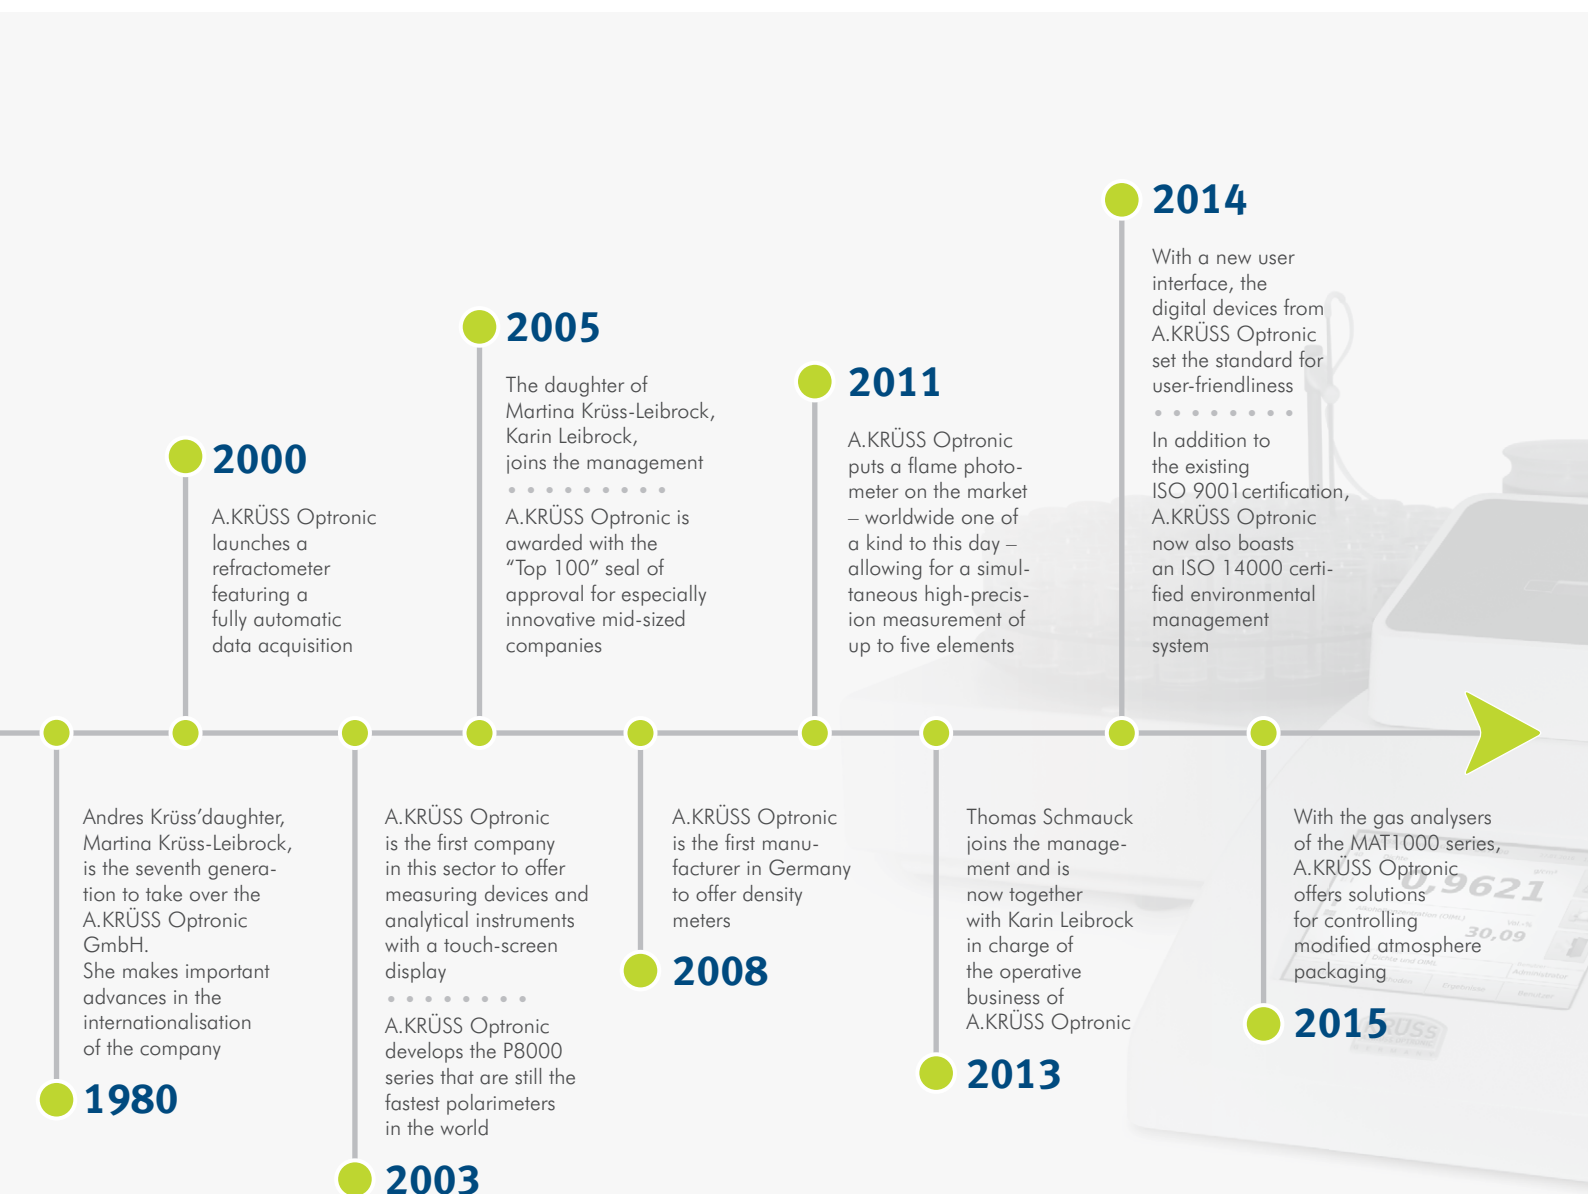 2014
With a new user
interface, the
digital devices from
A.KRÜSS Optronic
set the standard for
user-friendliness
In addition to
the existing
ISO 9001certification,
A.KRÜSS Optronic
now also boasts
an ISO 14000 certi-
fied environmental
management
system
2005
The daughter of
Martina Krüss-Leibrock,
Karin Leibrock,
joins the management
A.KRÜSS Optronic is
awarded with the
“Top 100” seal of
approval for especially
innovative mid-sized
companies
2011
A.KRÜSS Optronic
puts a flame photo-
meter on the market
– worldwide one of
a kind to this day –
allowing for a simul-
taneous high-precis-
ion measurement of
up to five elements
2000
A.KRÜSS Optronic
launches a
refractometer
featuring a
fully automatic
data acquisition
Andres Krüss’daughter,
Martina Krüss-Leibrock,
is the seventh genera-
tion to take over the
A.KRÜSS Optronic
GmbH.
She makes important
advances in the
internationalisation
of the company
1980
A.KRÜSS Optronic
is the first company
in this sector to offer
measuring devices and
analytical instruments
with a touch-screen
display
A.KRÜSS Optronic
develops the P8000
series that are still the
fastest polarimeters
in the world
2003
A.KRÜSS Optronic
is the first manu-
facturer in Germany
to offer density
meters
2008
Thomas Schmauck
joins the manage-
ment and is
now together
with Karin Leibrock
in charge of
the operative
business of
A.KRÜSS Optronic
2013
With the gas analysers
of the MAT1000 series,
A.KRÜSS Optronic
offers solutions
for controlling
modified atmosphere
packaging
2015
0,9621
30,09
KRÜSS